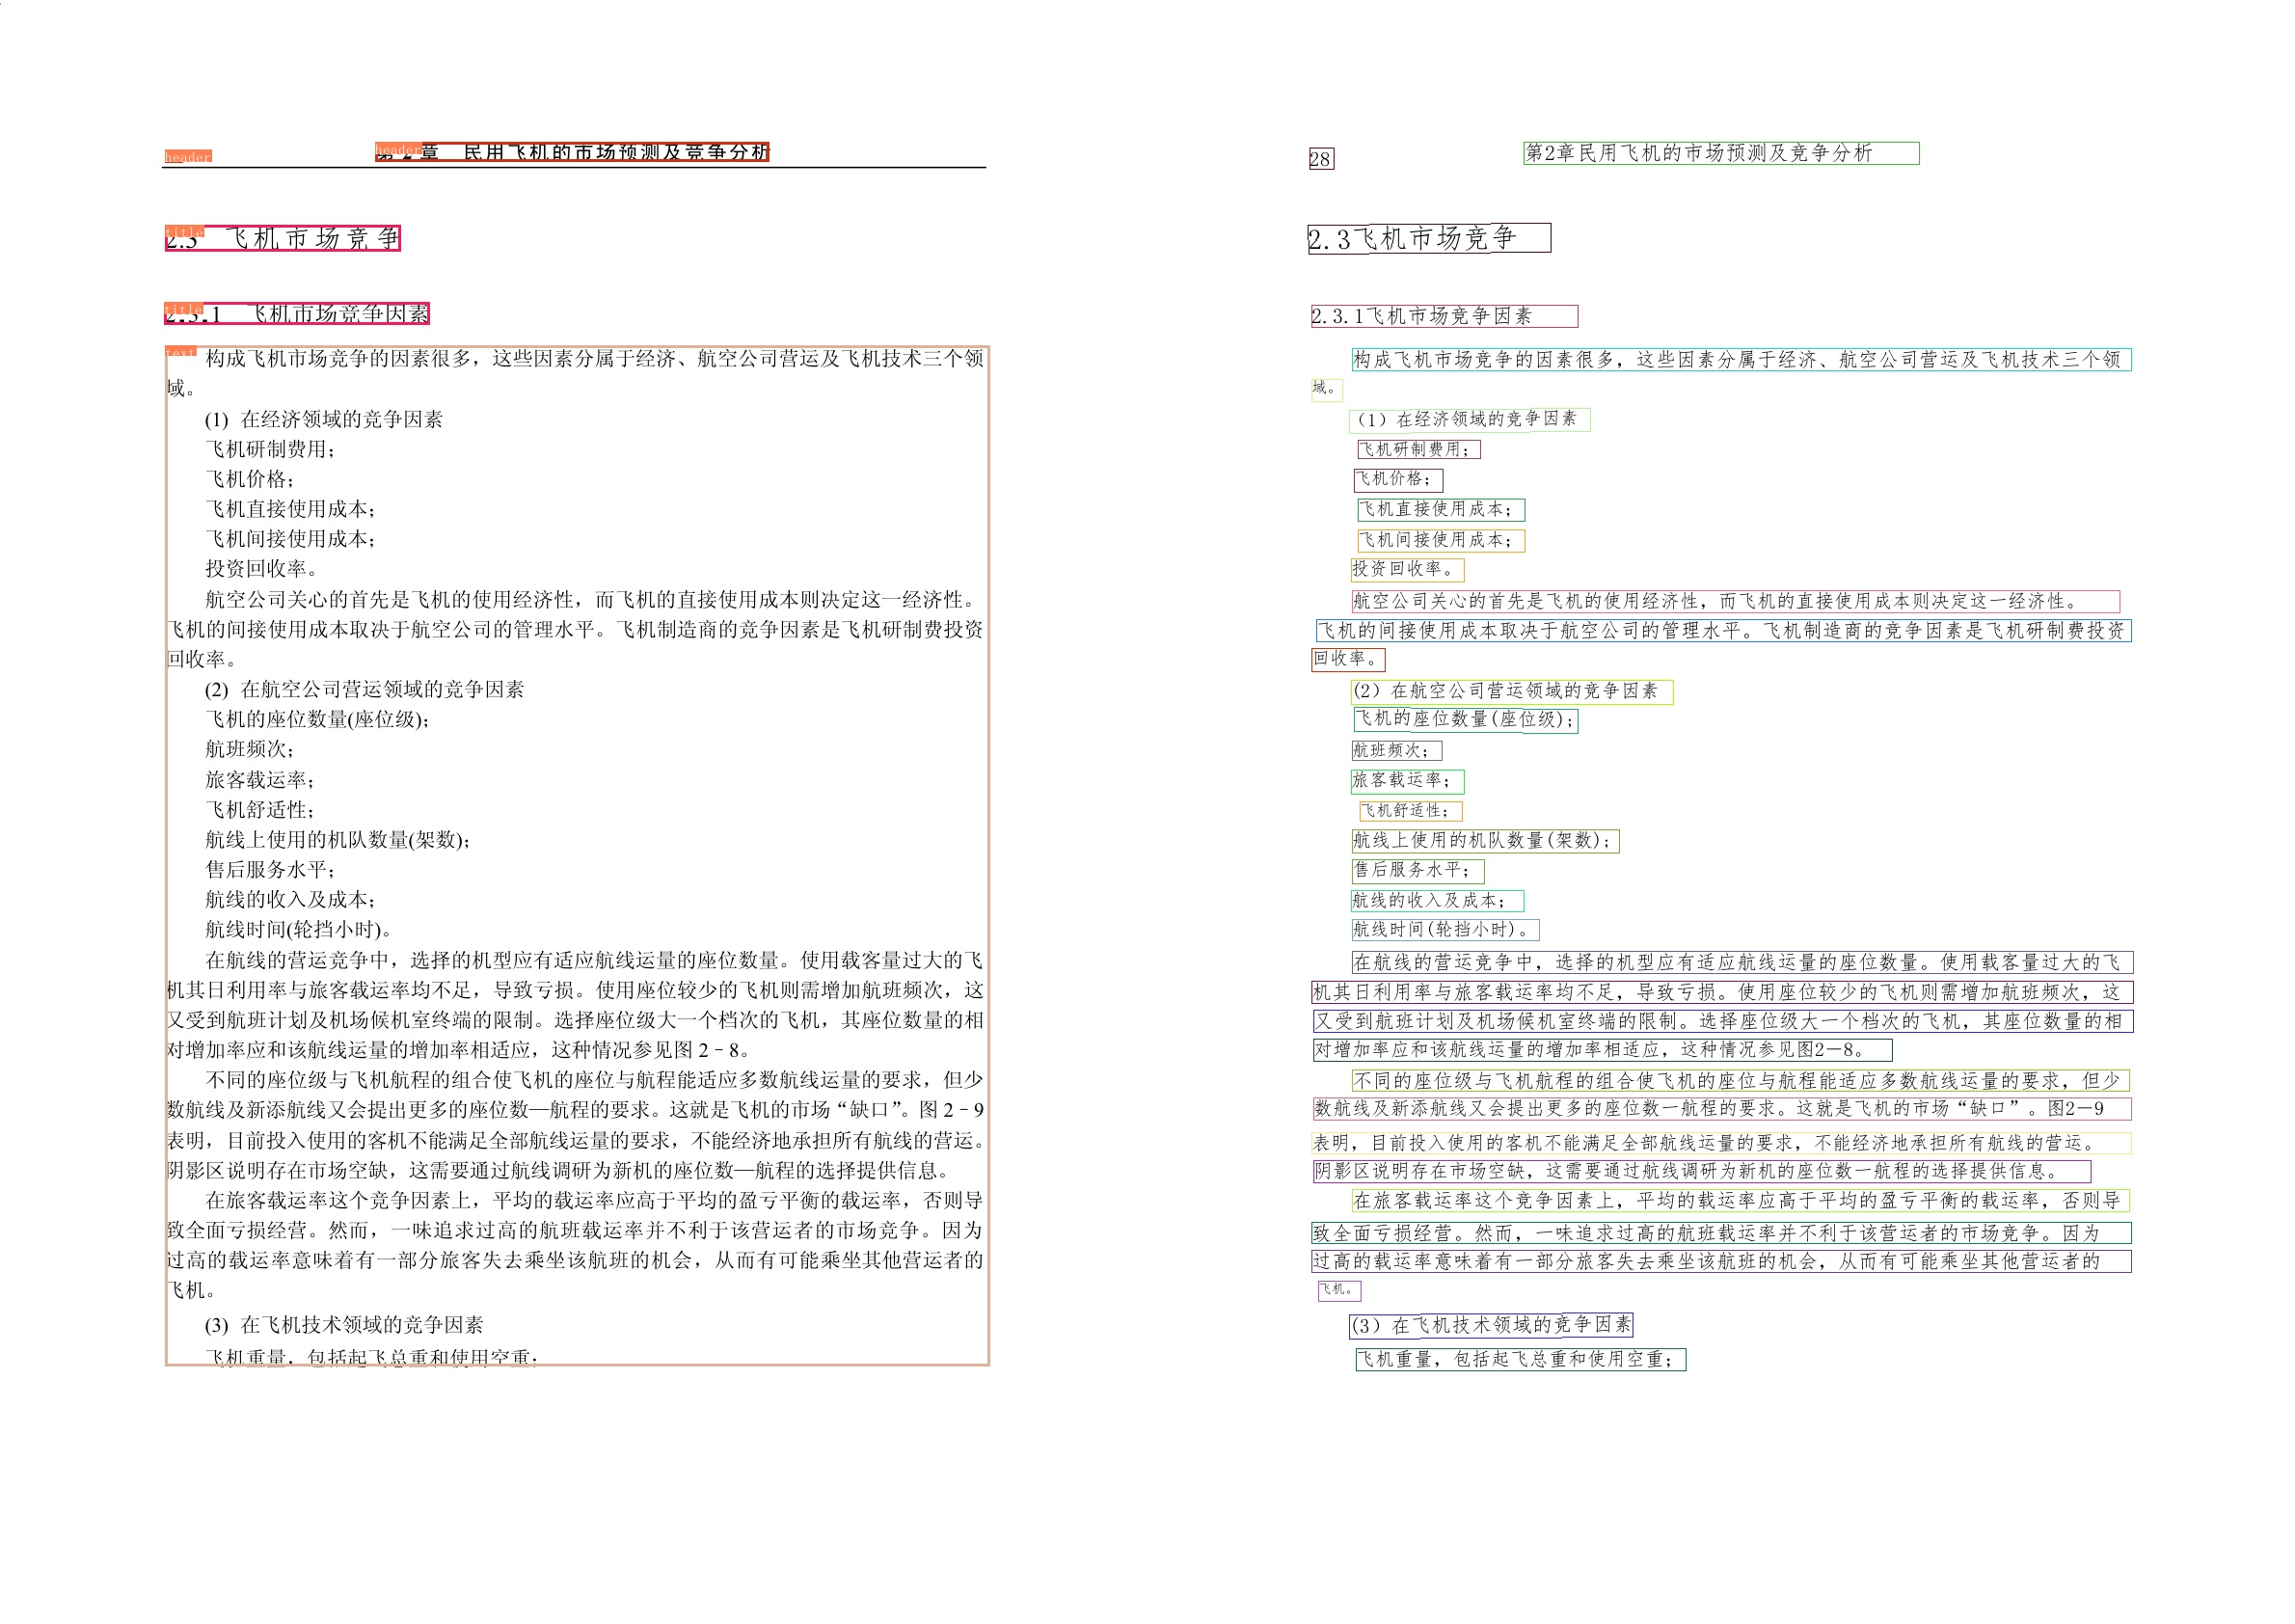 header
header
第 2 章 民用飞机的市场预测及竞争分析
title
2.3 飞机市场竞争
title
2.3.1 飞机市场竞争因素
text
构成飞机市场竞争的因素很多，这些因素分属于经济、航空公司营运及飞机技术三个领
域。
(1) 在经济领域的竞争因素
飞机研制费用；
飞机价格；
飞机直接使用成本；
飞机间接使用成本；
投资回收率。
航空公司关心的首先是飞机的使用经济性，而飞机的直接使用成本则决定这一经济性。
飞机的间接使用成本取决于航空公司的管理水平。飞机制造商的竞争因素是飞机研制费投资
回收率。
(2) 在航空公司营运领域的竞争因素
飞机的座位数量(座位级)；
航班频次；
旅客载运率；
飞机舒适性；
航线上使用的机队数量(架数)；
售后服务水平；
航线的收入及成本；
航线时间(轮挡小时)。
在航线的营运竞争中，选择的机型应有适应航线运量的座位数量。使用载客量过大的飞
机其日利用率与旅客载运率均不足，导致亏损。使用座位较少的飞机则需增加航班频次，这
又受到航班计划及机场候机室终端的限制。选择座位级大一个档次的飞机，其座位数量的相
对增加率应和该航线运量的增加率相适应，这种情况参见图 2－8。
不同的座位级与飞机航程的组合使飞机的座位与航程能适应多数航线运量的要求，但少
数航线及新添航线又会提出更多的座位数—航程的要求。这就是飞机的市场“缺口”。图 2－9
表明，目前投入使用的客机不能满足全部航线运量的要求，不能经济地承担所有航线的营运。
阴影区说明存在市场空缺，这需要通过航线调研为新机的座位数—航程的选择提供信息。
在旅客载运率这个竞争因素上，平均的载运率应高于平均的盈亏平衡的载运率，否则导
致全面亏损经营。然而，一味追求过高的航班载运率并不利于该营运者的市场竞争。因为
过高的载运率意味着有一部分旅客失去乘坐该航班的机会，从而有可能乘坐其他营运者的
飞机。
(3) 在飞机技术领域的竞争因素
飞机重量，包括起飞总重和使用空重；
28
第2章民用飞机的市场预测及竞争分析
2.3飞机市场竞争
2.3.1飞机市场竞争因素
构成飞机市场竞争的因素很多，这些因素分属于经济、航空公司营运及飞机技术三个领
域。
（1）在经济领域的竞争因素
飞机研制费用；
飞机价格；
飞机直接使用成本；
飞机间接使用成本；
投资回收率。
航空公司关心的首先是飞机的使用经济性，而飞机的直接使用成本则决定这一经济性。
飞机的间接使用成本取决于航空公司的管理水平。飞机制造商的竞争因素是飞机研制费投资
回收率。
(2）在航空公司营运领域的竞争因素
飞机的座位数量(座位级)；
航班频次；
旅客载运率；
飞机舒适性；
航线上使用的机队数量(架数)；
售后服务水平；
航线的收入及成本；
航线时间(轮挡小时)。
在航线的营运竞争中，选择的机型应有适应航线运量的座位数量。使用载客量过大的飞
机其日利用率与旅客载运率均不足，导致亏损。使用座位较少的飞机则需增加航班频次，这
又受到航班计划及机场候机室终端的限制。选择座位级大一个档次的飞机，其座位数量的相
对增加率应和该航线运量的增加率相适应，这种情况参见图2－8。
不同的座位级与飞机航程的组合使飞机的座位与航程能适应多数航线运量的要求，但少
数航线及新添航线又会提出更多的座位数一航程的要求。这就是飞机的市场“缺口”。图2－9
表明，目前投入使用的客机不能满足全部航线运量的要求，不能经济地承担所有航线的营运。
阴影区说明存在市场空缺，这需要通过航线调研为新机的座位数一航程的选择提供信息。
在旅客载运率这个竞争因素上，平均的载运率应高于平均的盈亏平衡的载运率，否则导
致全面亏损经营。然而，一味追求过高的航班载运率并不利于该营运者的市场竞争。因为
过高的载运率意味着有一部分旅客失去乘坐该航班的机会，从而有可能乘坐其他营运者的
飞机。
(3）在飞机技术领域的竞争因素
飞机重量，包括起飞总重和使用空重；